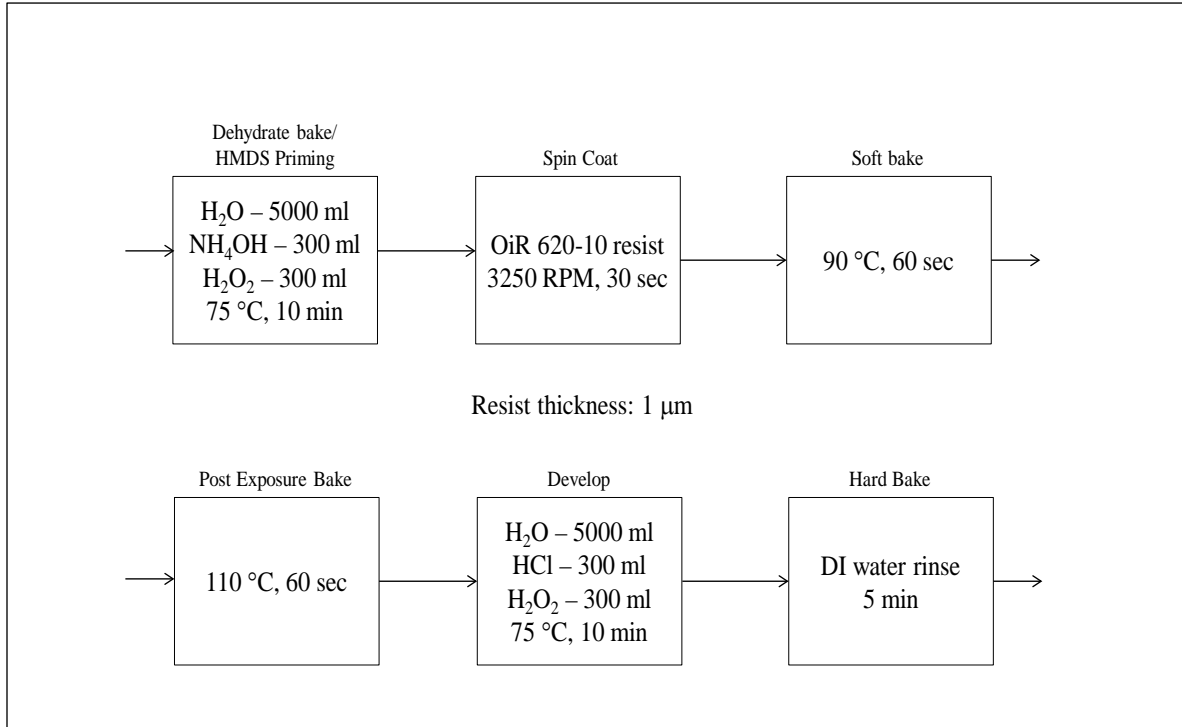 Dehydrate bake/
HMDS Priming
H₂O – 5000 ml
NH₄OH – 300 ml
H₂O₂ – 300 ml
75 °C, 10 min
Spin Coat
OiR 620-10 resist
3250 RPM, 30 sec
Soft bake
90 °C, 60 sec
Resist thickness: 1 μm
Post Exposure Bake
110 °C, 60 sec
Develop
H₂O – 5000 ml
HCl – 300 ml
H₂O₂ – 300 ml
75 °C, 10 min
Hard Bake
DI water rinse
5 min